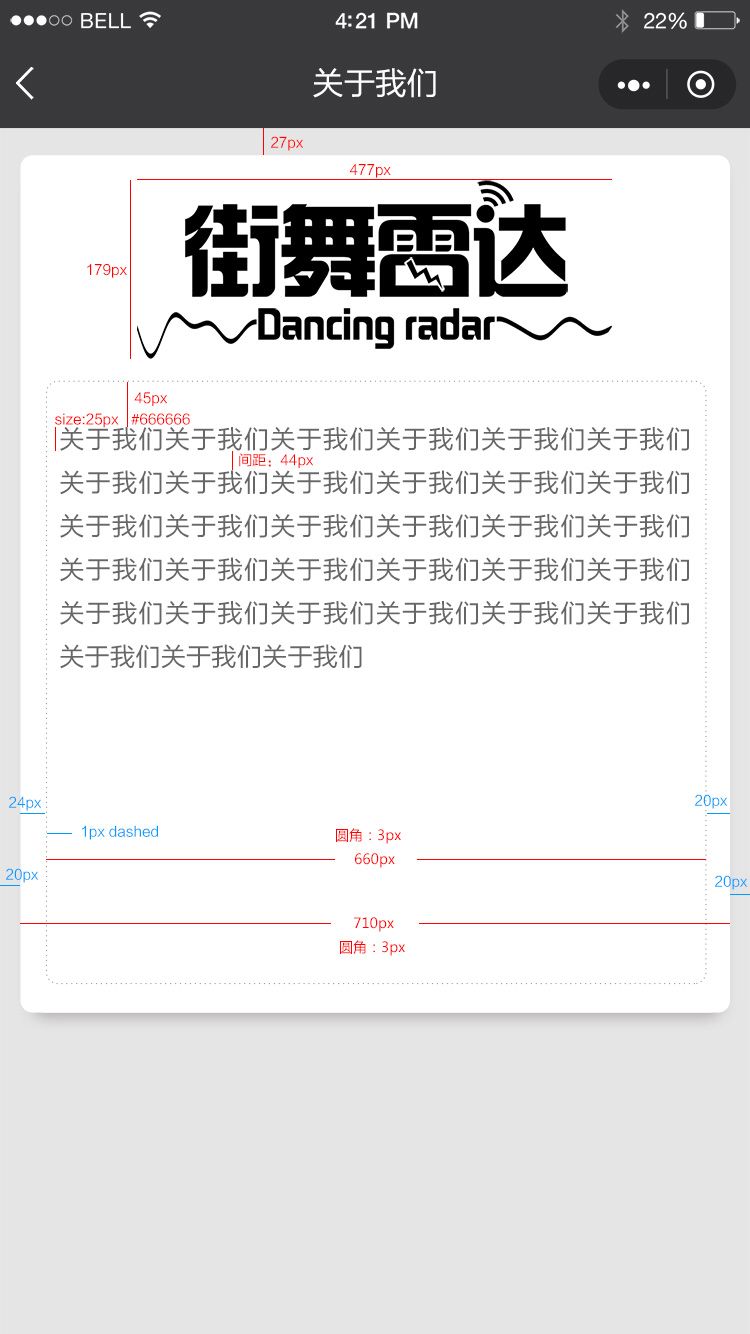 BELL 4:21 PM 22%
关于我们
27px
477px
街舞雷达
179px
Dancing radar
45px
size:25px #666666
关于我们关于我们关于我们关于我们关于我们关于我们
间距：44px
关于我们关于我们关于我们关于我们关于我们关于我们
关于我们关于我们关于我们关于我们关于我们关于我们
关于我们关于我们关于我们关于我们关于我们关于我们
关于我们关于我们关于我们关于我们关于我们关于我们
关于我们关于我们关于我们
24px 20px
1px dashed 圆角：3px
660px
20px 20px
710px
圆角：3px